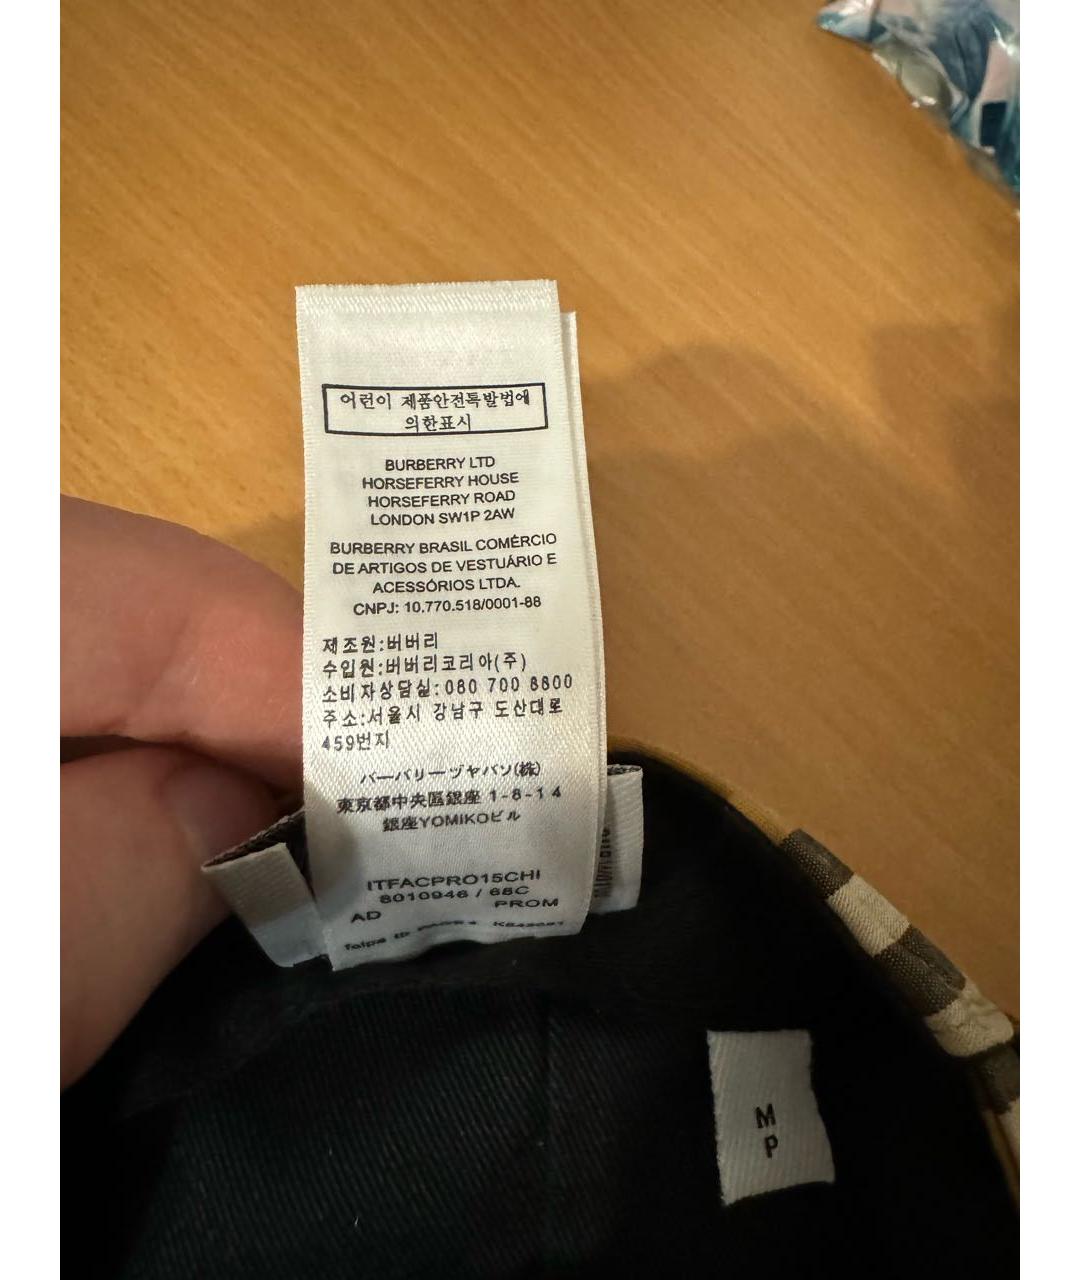 어린이 제품안전특별법에
의한표시
BURBERRY LTD
HORSEFERRY HOUSE
HORSEFERRY ROAD
LONDON SW1P 2AW
BURBERRY BRASIL COMÉRCIO
DE ARTIGOS DE VESTUÁRIO E
ACESSÓRIOS LTDA.
CNPJ: 10.770.518/0001-88
제조원:버버리
수입원:버버리코리아(주)
소비자상담실:080 700 8800
주소:서울시 강남구 도산대로
459번지
バーバリーヅヤバソ(株)
東京都中央区銀座 1-8-14
銀座YOMIKOビル
ITFACPRO15CHI
8010946 / 68C
AD PROM
M
P